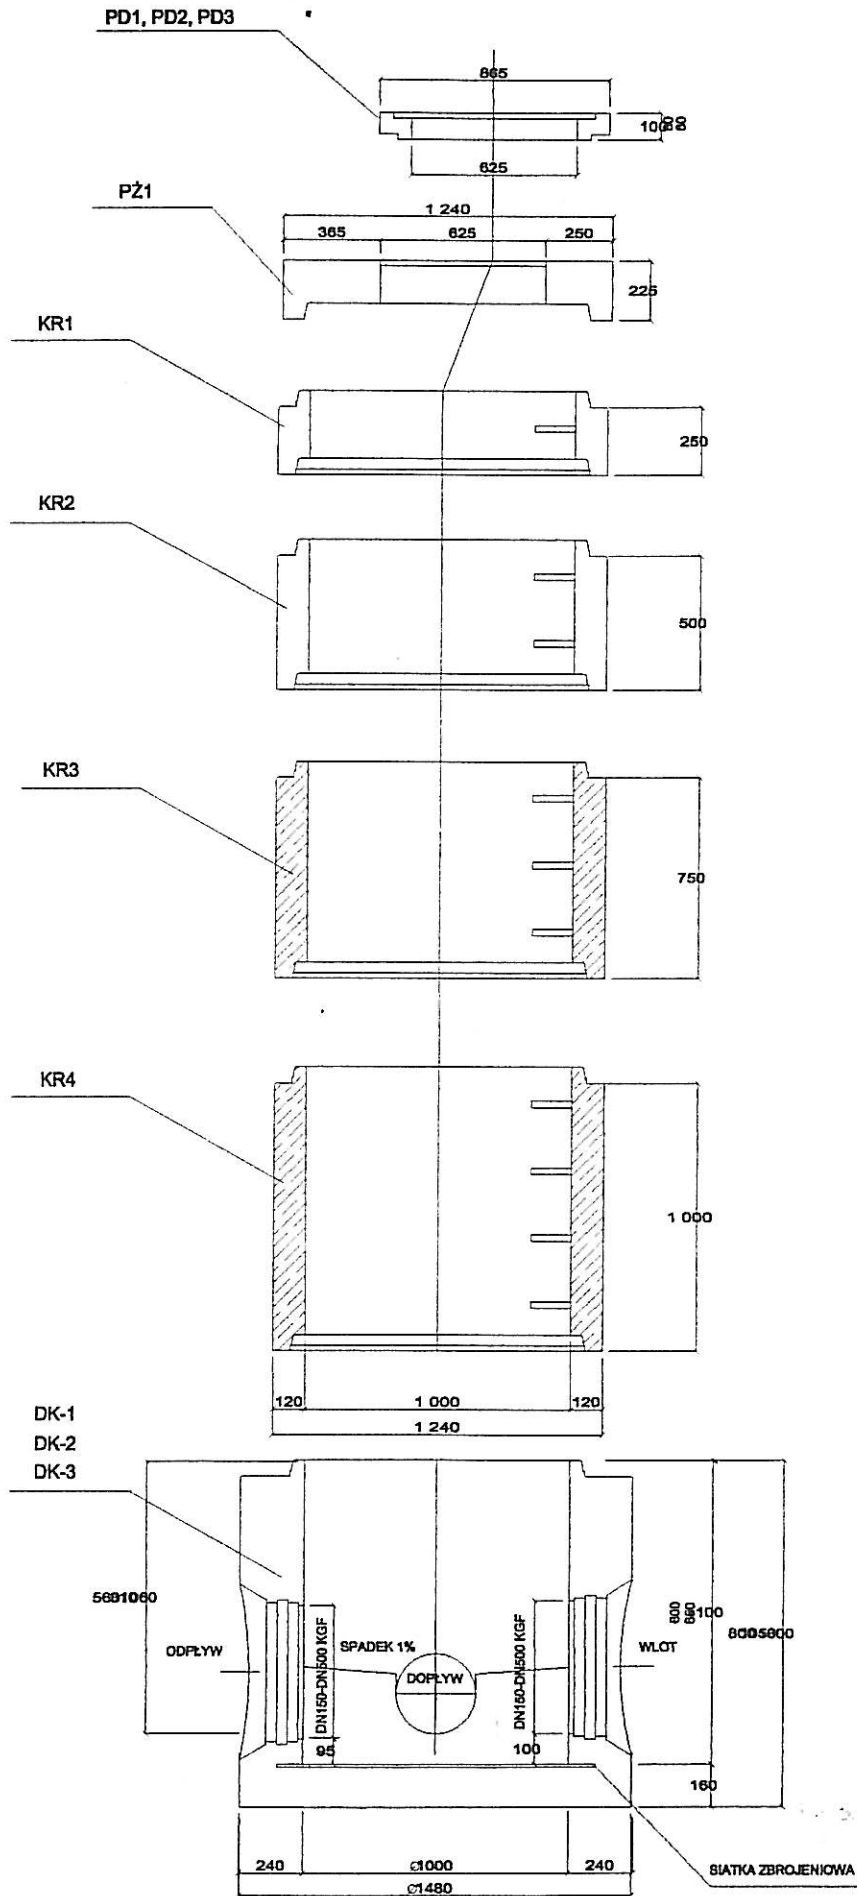 PD1, PD2, PD3
865
100
625
PŻ1
1 240
365 625 250
225
KR1
250
KR2
500
KR3
750
KR4
1 000
120 1 000 120
1 240
DK-1
DK-2
DK-3
ODPŁYW
DN150-DN500 KGF
SPADEK 1%
DOPŁYW
DN150-DN500 KGF
WLOT
95
100
160
240 Ø1000 240
SIATKA ZBROJENIOWA
Ø1480